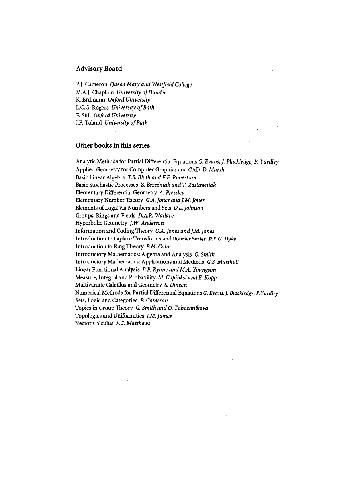 Advisory Board
P.J. Cameron Queen Mary and Westfield College
M.A.J. Chaplain University of Dundee
K. Erdmann Oxford University
L.C.G. Rogers University of Bath
E. Süli Oxford University
J.F. Toland University of Bath
Other books in this series
Analytic Methods for Partial Differential Equations G. Evans, J. Blackledge, P. Yardley
Applied Geometry for Computer Graphics and CAD D. Marsh
Basic Linear Algebra T.S. Blyth and E.F. Robertson
Basic Stochastic Processes Z. Brzeźniak and T. Zastawniak
Elementary Differential Geometry A. Pressley
Elementary Number Theory G.A. Jones and J.M. Jones
Elements of Logic via Numbers and Sets D.L. Johnson
Groups, Rings and Fields D.A.R. Wallace
Hyperbolic Geometry J.W. Anderson
Information and Coding Theory G.A. Jones and J.M. Jones
Introduction to Laplace Transforms and Fourier Series P.P.G. Dyke
Introduction to Ring Theory P.M. Cohn
Introductory Mathematics: Algebra and Analysis G. Smith
Introductory Mathematics: Applications and Methods G.S. Marshall
Linear Functional Analysis B.P. Rynne and M.A. Youngson
Measure, Integral and Probability M. Capiński and E. Kopp
Multivariate Calculus and Geometry S. Dineen
Numerical Methods for Partial Differential Equations G. Evans, J. Blackledge, P. Yardley
Sets, Logic and Categories P. Cameron
Topics in Group Theory G. Smith and O. Tabachnikova
Topologies and Uniformities I.M. James
Vector Calculus P.C. Matthews